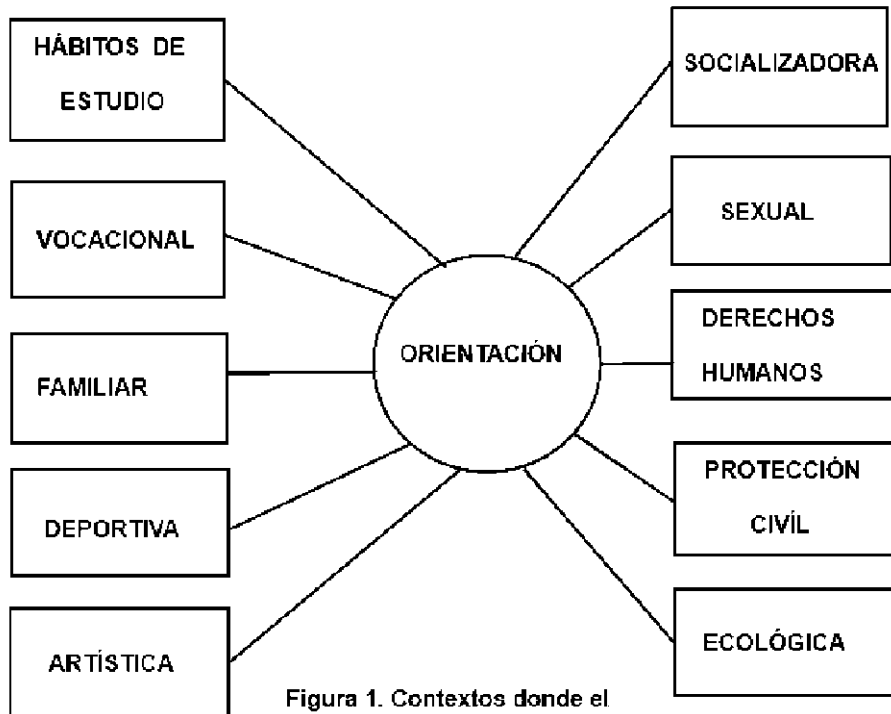 HÁBITOS DE
ESTUDIO
VOCACIONAL
FAMILIAR
DEPORTIVA
ARTÍSTICA
ORIENTACIÓN
SOCIALIZADORA
SEXUAL
DERECHOS
HUMANOS
PROTECCIÓN
CIVÍL
ECOLÓGICA
Figura 1. Contextos donde el